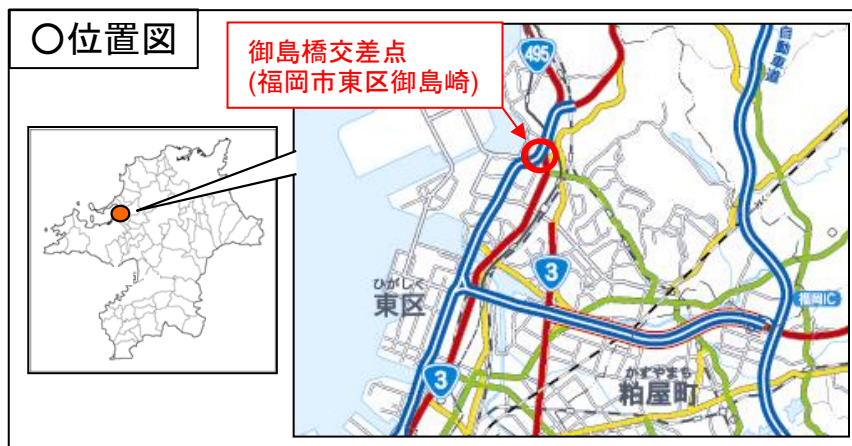 〇位置図
御島橋交差点
(福岡市東区御島崎)
495
自動車道
3
ひがしく
東区
福岡IC
かすやまち
粕屋町
3